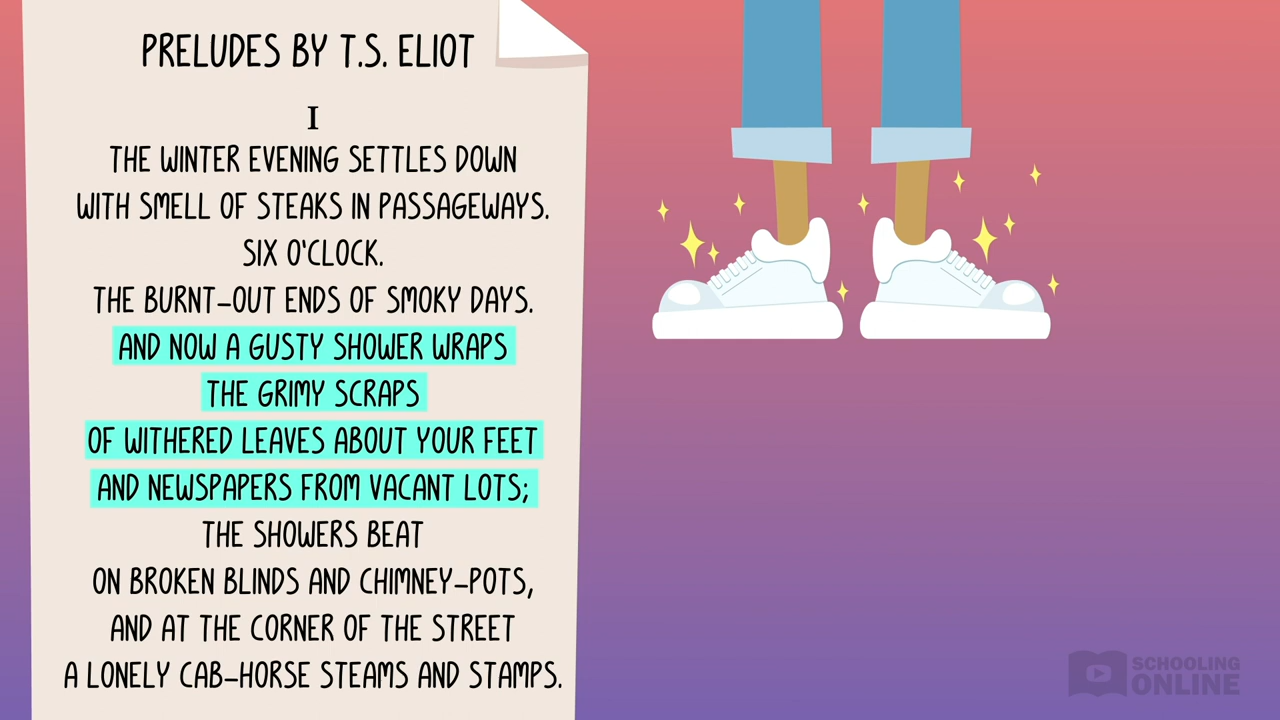 PRELUDES BY T.S. ELIOT
I
THE WINTER EVENING SETTLES DOWN
WITH SMELL OF STEAKS IN PASSAGEWAYS.
SIX O'CLOCK.
THE BURNT-OUT ENDS OF SMOKY DAYS.
AND NOW A GUSTY SHOWER WRAPS
THE GRIMY SCRAPS
OF WITHERED LEAVES ABOUT YOUR FEET
AND NEWSPAPERS FROM VACANT LOTS;
THE SHOWERS BEAT
ON BROKEN BLINDS AND CHIMNEY-POTS,
AND AT THE CORNER OF THE STREET
A LONELY CAB-HORSE STEAMS AND STAMPS.
SCHOOLING
ONLINE